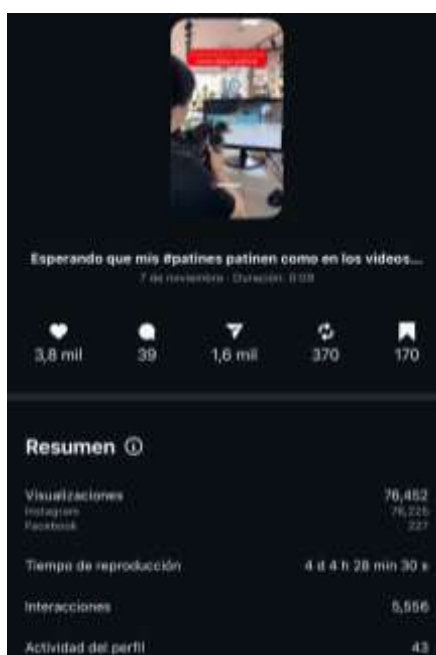 Esperando que mis #patines patinen como en los videos...
7 de noviembre · Duración: 0:09
3,8 mil
39
1,6 mil
370
170
Resumen
Visualizaciones 76,452
Instagram 76,225
Facebook 227
Tiempo de reproducción 4 d 4 h 28 min 30 s
Interacciones 5,556
Actividad del perfil 43